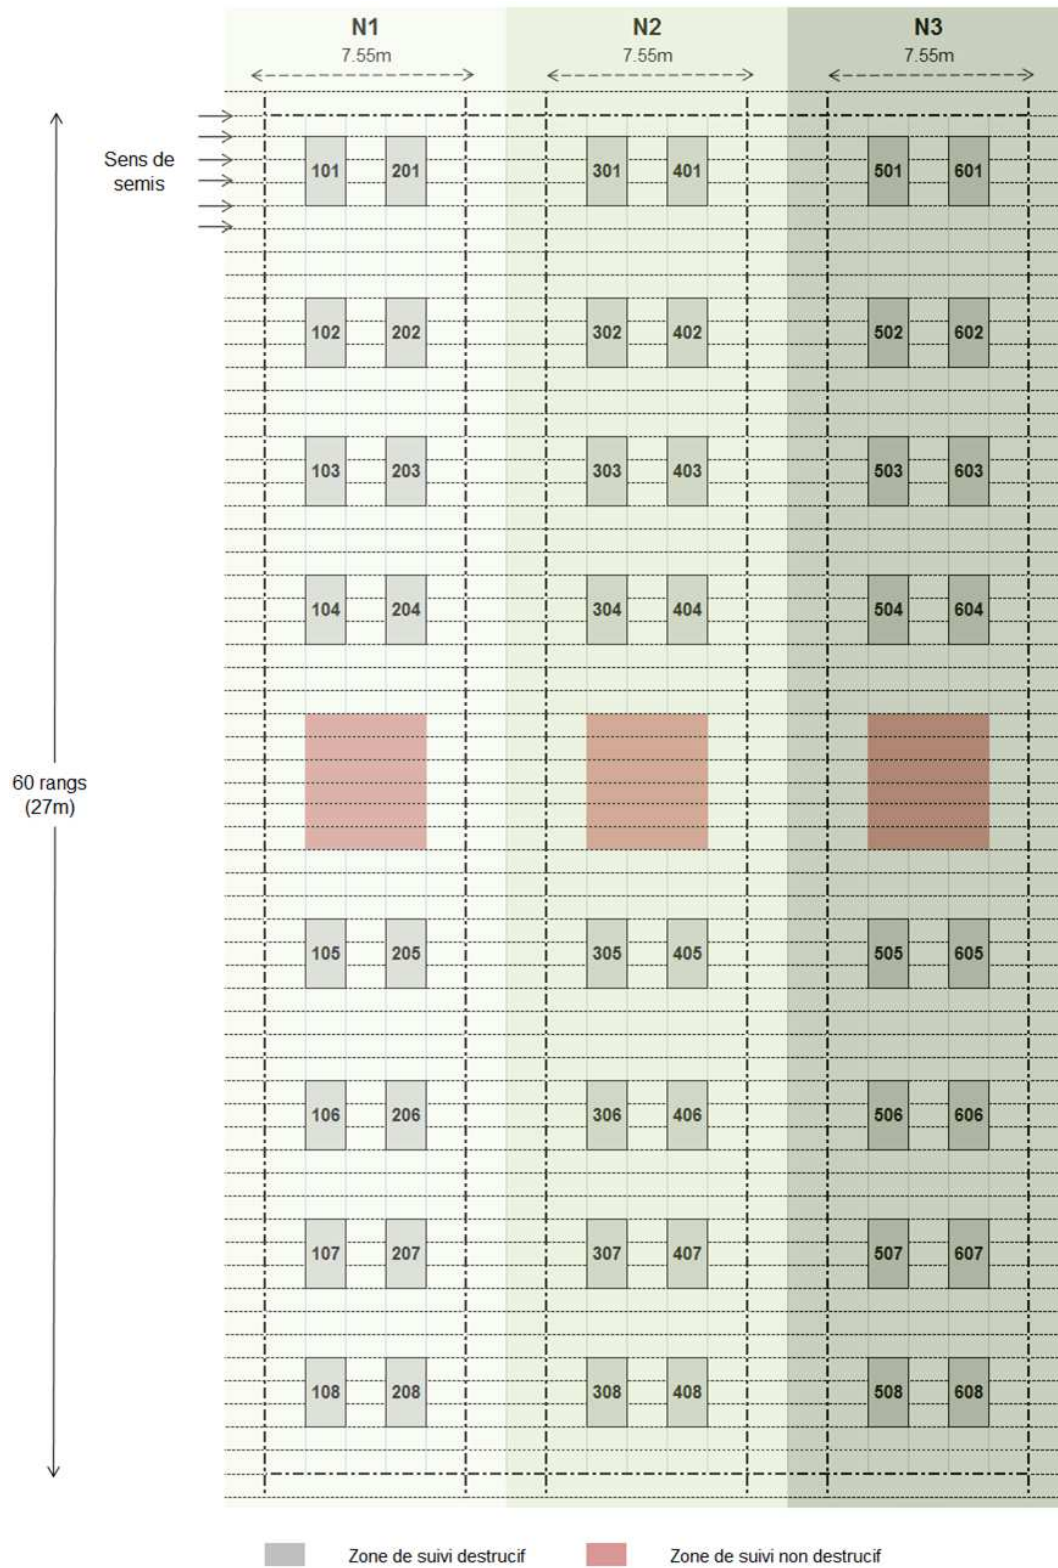 N1 N2 N3
7.55m 7.55m 7.55m
Sens de
semis
101 201 301 401 501 601
102 202 302 402 502 602
103 203 303 403 503 603
104 204 304 404 504 604
60 rangs
(27m)
105 205 305 405 505 605
106 206 306 406 506 606
107 207 307 407 507 607
108 208 308 408 508 608
Zone de suivi destrucif Zone de suivi non destrucif